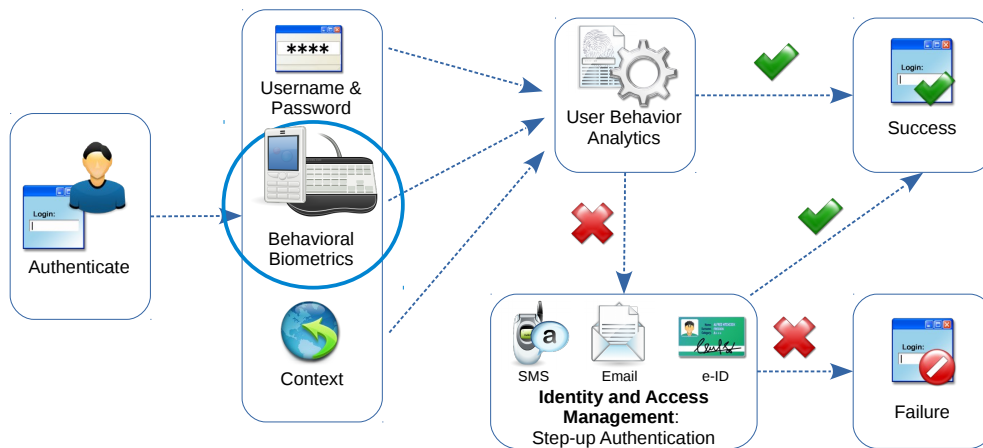 ****
Username &
Password
User Behavior
Analytics
Login:
Success
Login:
Authenticate
Behavioral
Biometrics
Context
a
SMS
Email
e-ID
Identity and Access
Management:
Step-up Authentication
Login:
Failure